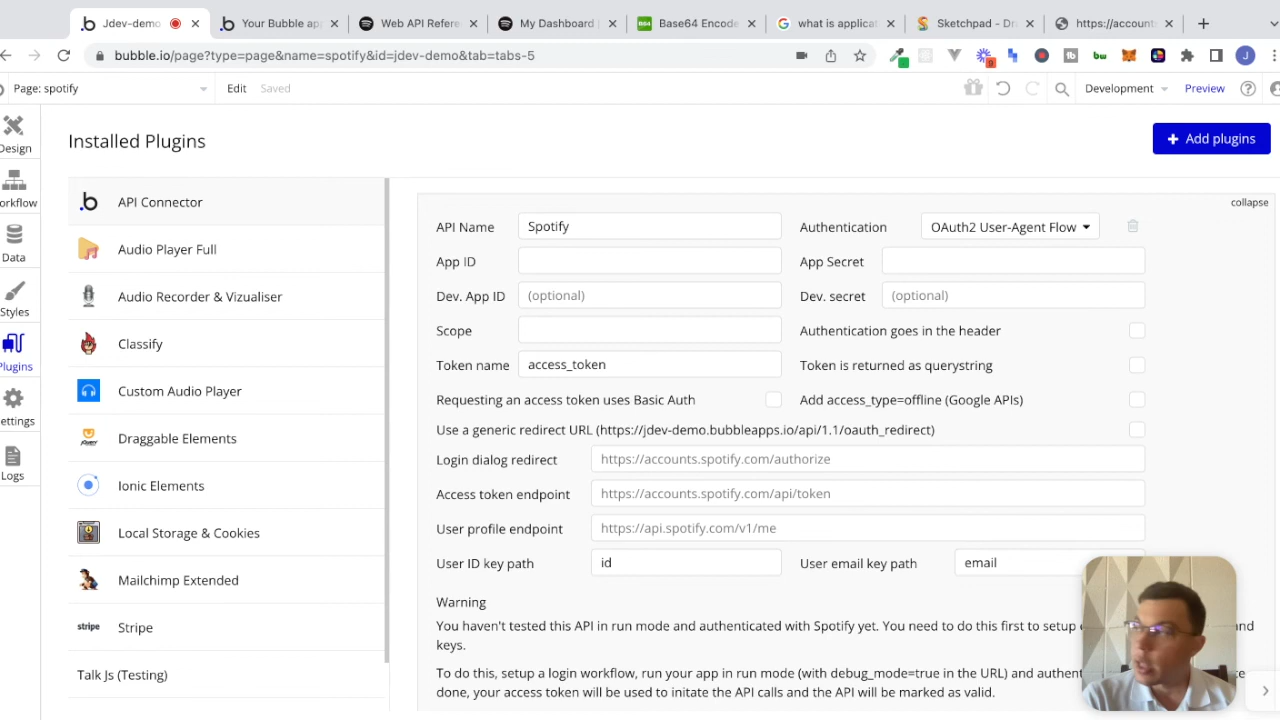 Jdev-demo
Your Bubble ap
Web API Refere
My Dashboard
B64
Base64 Encode
what is applicat
Sketchpad - Dr
https://account
bubble.io/page?type=page&name=spotify&id=jdev-demo&tab=tabs-5
Page: spotify
Edit
Saved
Development
Preview
Design
orkflow
Data
Styles
Plugins
ettings
Logs
Installed Plugins
Add plugins
API Connector
Audio Player Full
Audio Recorder & Vizualiser
Classify
Custom Audio Player
Draggable Elements
Ionic Elements
Local Storage & Cookies
Mailchimp Extended
stripe
Stripe
Talk Js (Testing)
collapse
API Name
Spotify
Authentication
OAuth2 User-Agent Flow
App ID
App Secret
Dev. App ID
(optional)
Dev. secret
(optional)
Scope
Authentication goes in the header
Token name
access_token
Token is returned as querystring
Requesting an access token uses Basic Auth
Add access_type=offline (Google APIs)
Use a generic redirect URL (https://jdev-demo.bubbleapps.io/api/1.1/oauth_redirect)
Login dialog redirect
https://accounts.spotify.com/authorize
Access token endpoint
https://accounts.spotify.com/api/token
User profile endpoint
https://api.spotify.com/v1/me
User ID key path
id
User email key path
email
Warning
You haven't tested this API in run mode and authenticated with Spotify yet. You need to do this first to setup and
keys.
To do this, setup a login workflow, run your app in run mode (with debug_mode=true in the URL) and authent
done, your access token will be used to initate the API calls and the API will be marked as valid.